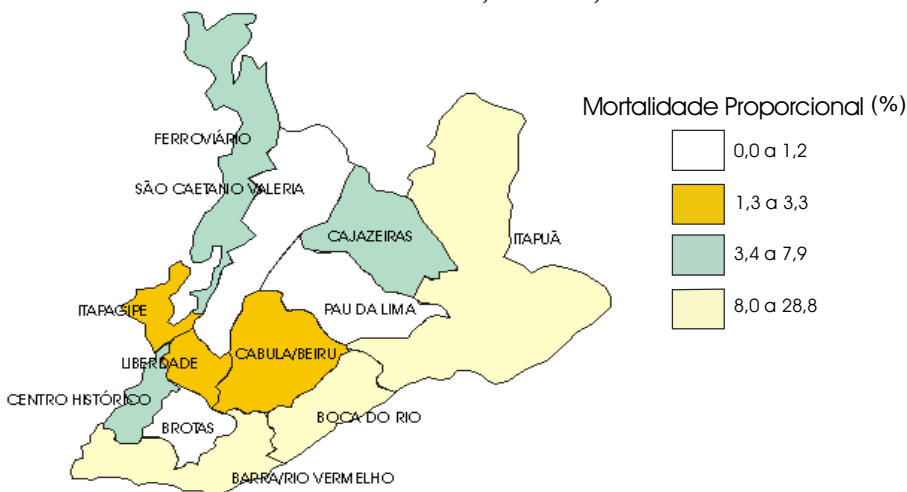 Mortalidade Proporcional (%)
0,0 a 1,2
1,3 a 3,3
3,4 a 7,9
8,0 a 28,8
FERROVIÁRIO
SÃO CAETANO VALERIA
CAJAZEIRAS
ITAPUÃ
ITAPAGIPE
PAU DA LIMA
LIBERDADE
CABULA/BEIRU
CENTRO HISTÓRICO
BROTAS
BOCA DO RIO
BARRA/RIO VERMELHO